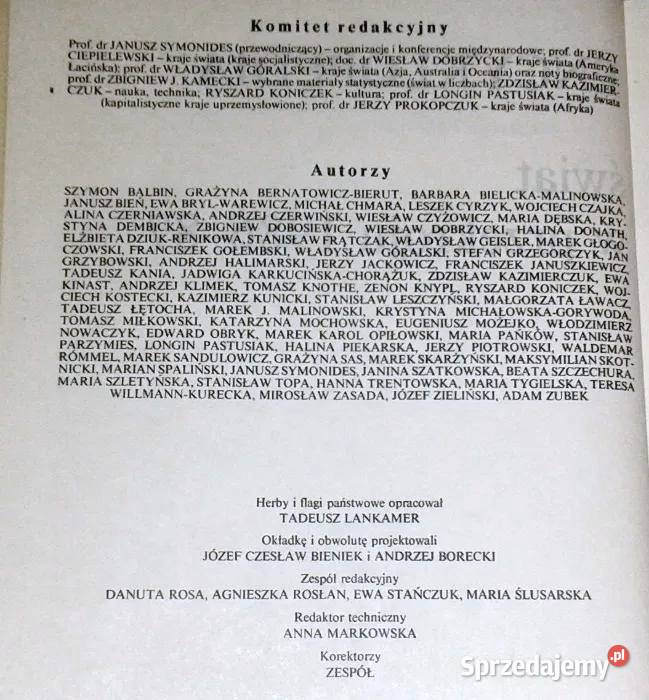 Komitet redakcyjny
Prof. dr JANUSZ SYMONIDES (przewodniczący) – organizacje i konferencje międzynarodowe; prof. dr JERZY
CIEPIELEWSKI – kraje świata (kraje socjalistyczne); doc. dr WIESŁAW DOBRZYCKI – kraje świata (Ameryka
Łacińska); prof. dr WŁADYSŁAW GÓRALSKI – kraje świata (Azja, Australia i Oceania) oraz noty biograficzne;
prof. dr ZBIGNIEW J. KAMECKI – wybrane materiały statystyczne (świat w liczbach); ZDZISŁAW KAZIMIER-
CZUK – nauka, technika; RYSZARD KONICZEK – kultura; prof. dr LONGIN PASTUSIAK – kraje świata
(kapitalistyczne kraje uprzemysłowione); prof. dr JERZY PROKOPCZUK – kraje świata (Afryka)
Autorzy
SZYMON BALBIN, GRAŻYNA BERNATOWICZ-BIERUT, BARBARA BIELICKA-MALINOWSKA,
JANUSZ BIEŃ, EWA BRYL-WAREWICZ, MICHAŁ CHMARA, LESZEK CYRZYK, WOJCIECH CZAJKA,
ALINA CZERNIAWSKA, ANDRZEJ CZERWIŃSKI, WIESŁAW CZYŻOWICZ, MARIA DĘBSKA, KRY-
STYNA DEMBICKA, ZBIGNIEW DOBOSIEWICZ, WIESŁAW DOBRZYCKI, HALINA DONATH,
ELŻBIETA DZIUK-RENIKOWA, STANISŁAW FRĄTCZAK, WŁADYSŁAW GEISLER, MAREK GŁOGO-
CZOWSKI, FRANCISZEK GOŁEMBSKI, WŁADYSŁAW GÓRALSKI, STEFAN GRZEGORCZYK, JAN
GRZYBOWSKI, ANDRZEJ HALIMARSKI, JERZY JACKOWICZ, FRANCISZEK JANUSZKIEWICZ,
TADEUSZ KANIA, JADWIGA KARKUCIŃSKA-CHORĄŻUK, ZDZISŁAW KAZIMIERCZUK, EWA
KINAST, ANDRZEJ KLIMEK, TOMASZ KNOTHE, ZENON KNYPL, RYSZARD KONICZEK, WOJ-
CIECH KOSTECKI, KAZIMIERZ KUNICKI, STANISŁAW LESZCZYŃSKI, MAŁGORZATA ŁAWACZ,
TADEUSZ ŁĘTOCHA, MAREK J. MALINOWSKI, KRYSTYNA MICHAŁOWSKA-GORYWODA,
TOMASZ MIŁKOWSKI, KATARZYNA MOCHOWSKA, EUGENIUSZ MOŻEJKO, WŁODZIMIERZ
NOWACZYK, EDWARD OBRYK, MAREK KAROL OPIŁOWSKI, MARIA PAŃKÓW, STANISŁAW
PARZYMIES, LONGIN PASTUSIAK, HALINA PIEKARSKA, JERZY PIOTROWSKI, WALDEMAR
RÖMMEL, MAREK SANDULOWICZ, GRAŻYNA SAS, MAREK SKARŻYŃSKI, MAKSYMILIAN SKOT-
NICKI, MARIAN SPALIŃSKI, JANUSZ SYMONIDES, JANINA SZATKOWSKA, BEATA SZCZECHURA,
MARIA SZLETYŃSKA, STANISŁAW TOPA, HANNA TRENTOWSKA, MARIA TYGIELSKA, TERESA
WILLMANN-KURECKA, MIROSŁAW ZASADA, JÓZEF ZIELIŃSKI, ADAM ZUBEK
Herby i flagi państwowe opracował
TADEUSZ LANKAMER
Okładkę i obwolutę projektowali
JÓZEF CZESŁAW BIENIEK i ANDRZEJ BORECKI
Zespół redakcyjny
DANUTA ROSA, AGNIESZKA ROSŁAN, EWA STAŃCZUK, MARIA ŚLUSARSKA
Redaktor techniczny
ANNA MARKOWSKA
Korektorzy
ZESPÓŁ
Sprzedajemy.pl